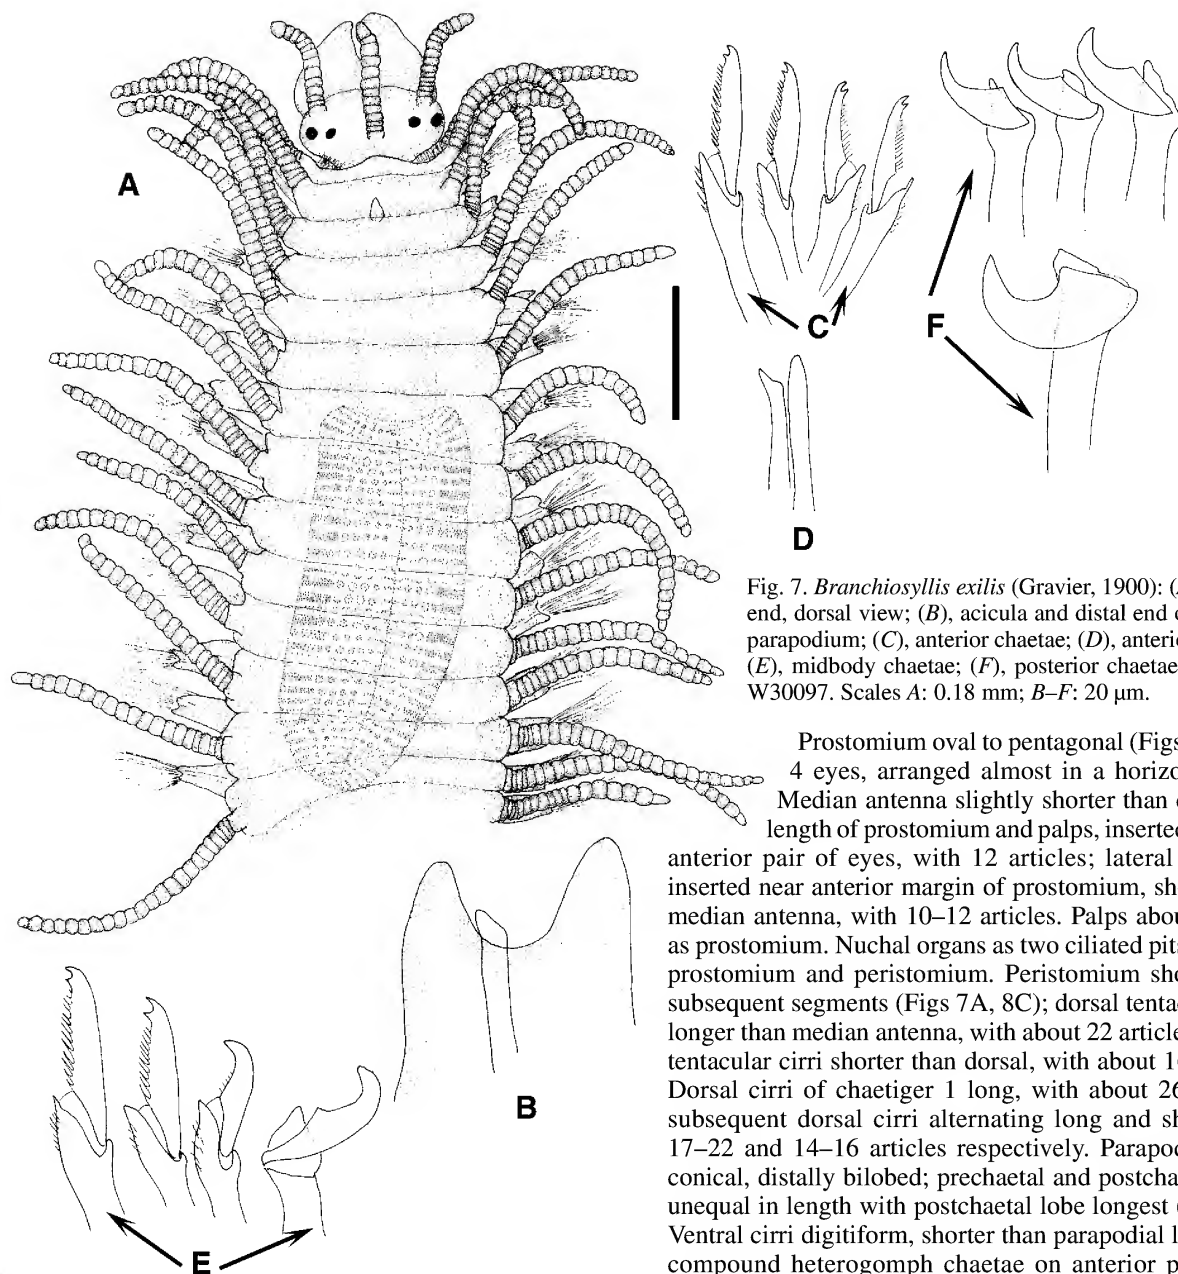 A
C
F
D
Fig. 7. Branchiosyllis exilis (Gravier, 1900): (A
end, dorsal view; (B), acicula and distal end
parapodium; (C), anterior chaetae; (D), anteri
(E), midbody chaetae; (F), posterior chaetae
W30097. Scales A: 0.18 mm; B–F: 20 µm.
Prostomium oval to pentagonal (Figs
4 eyes, arranged almost in a horizo
Median antenna slightly shorter than
length of prostomium and palps, inserted
anterior pair of eyes, with 12 articles; lateral
inserted near anterior margin of prostomium, sh
median antenna, with 10–12 articles. Palps abou
as prostomium. Nuchal organs as two ciliated pits
prostomium and peristomium. Peristomium sho
subsequent segments (Figs 7A, 8C); dorsal tenta
longer than median antenna, with about 22 article
tentacular cirri shorter than dorsal, with about 1
Dorsal cirri of chaetiger 1 long, with about 26
subsequent dorsal cirri alternating long and sh
17–22 and 14–16 articles respectively. Parapo
conical, distally bilobed; prechaetal and postcha
unequal in length with postchaetal lobe longest (
Ventral cirri digitiform, shorter than parapodial l
compound heterogomph chaetae on anterior p
B
E